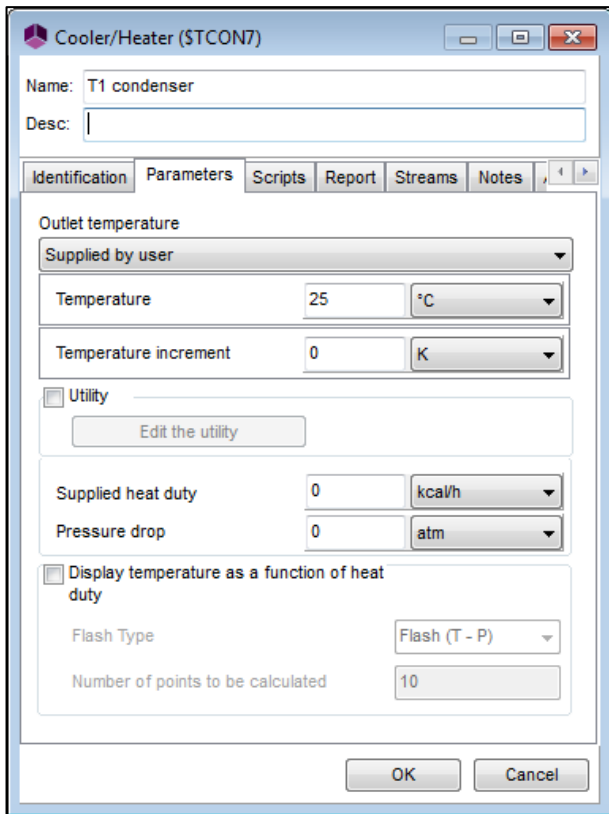 Cooler/Heater ($TCON7)
Name: T1 condenser
Desc:
Identification Parameters Scripts Report Streams Notes
Outlet temperature
Supplied by user
Temperature 25 °C
Temperature increment 0 K
Utility
Edit the utility
Supplied heat duty 0 kcal/h
Pressure drop 0 atm
Display temperature as a function of heat
duty
Flash Type Flash (T - P)
Number of points to be calculated 10
OK Cancel